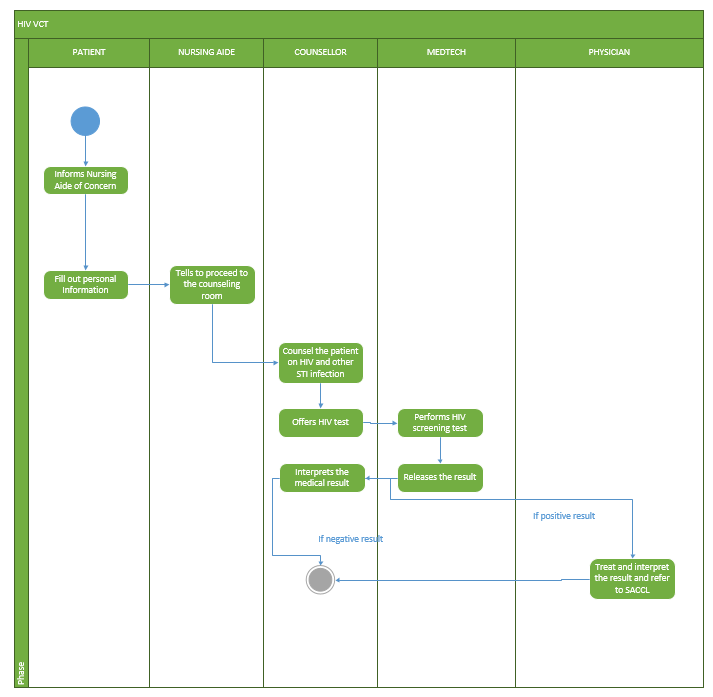 HIV VCT
PATIENT
NURSING AIDE
COUNSELLOR
MEDTECH
PHYSICIAN
Informs Nursing
Aide of Concern
Fill out personal
Information
Tells to proceed to
the counseling
room
Counsel the patient
on HIV and other
STI infection
Offers HIV test
Performs HIV
screening test
Interprets the
medical result
Releases the result
If positive result
If negative result
Treat and interpret
the result and refer
to SACCL
Phase